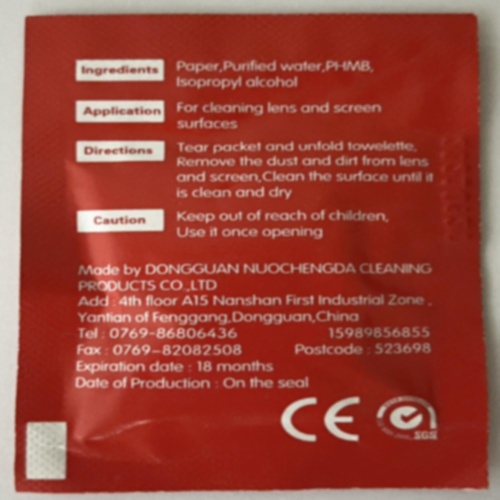 Ingredients Paper,Purified water,PHMB,
Isopropyl alcohol
Application For cleaning lens and screen
surfaces
Directions Tear packet and unfold towelette,
Remove the dust and dirt from lens
and screen,Clean the surface until it
is clean and dry
Caution Keep out of reach of children,
Use it once opening
Made by DONGGUAN NUOCHENGDA CLEANING
PRODUCTS CO.,LTD
Add : 4th floor A15 Nanshan First Industrial Zone ,
Yantian of Fenggang,Dongguan,China
Tel : 0769-86806436 15989856855
Fax : 0769-82082508 Postcode : 523698
Expiration date : 18 months
Date of Production : On the seal
CE
SGS